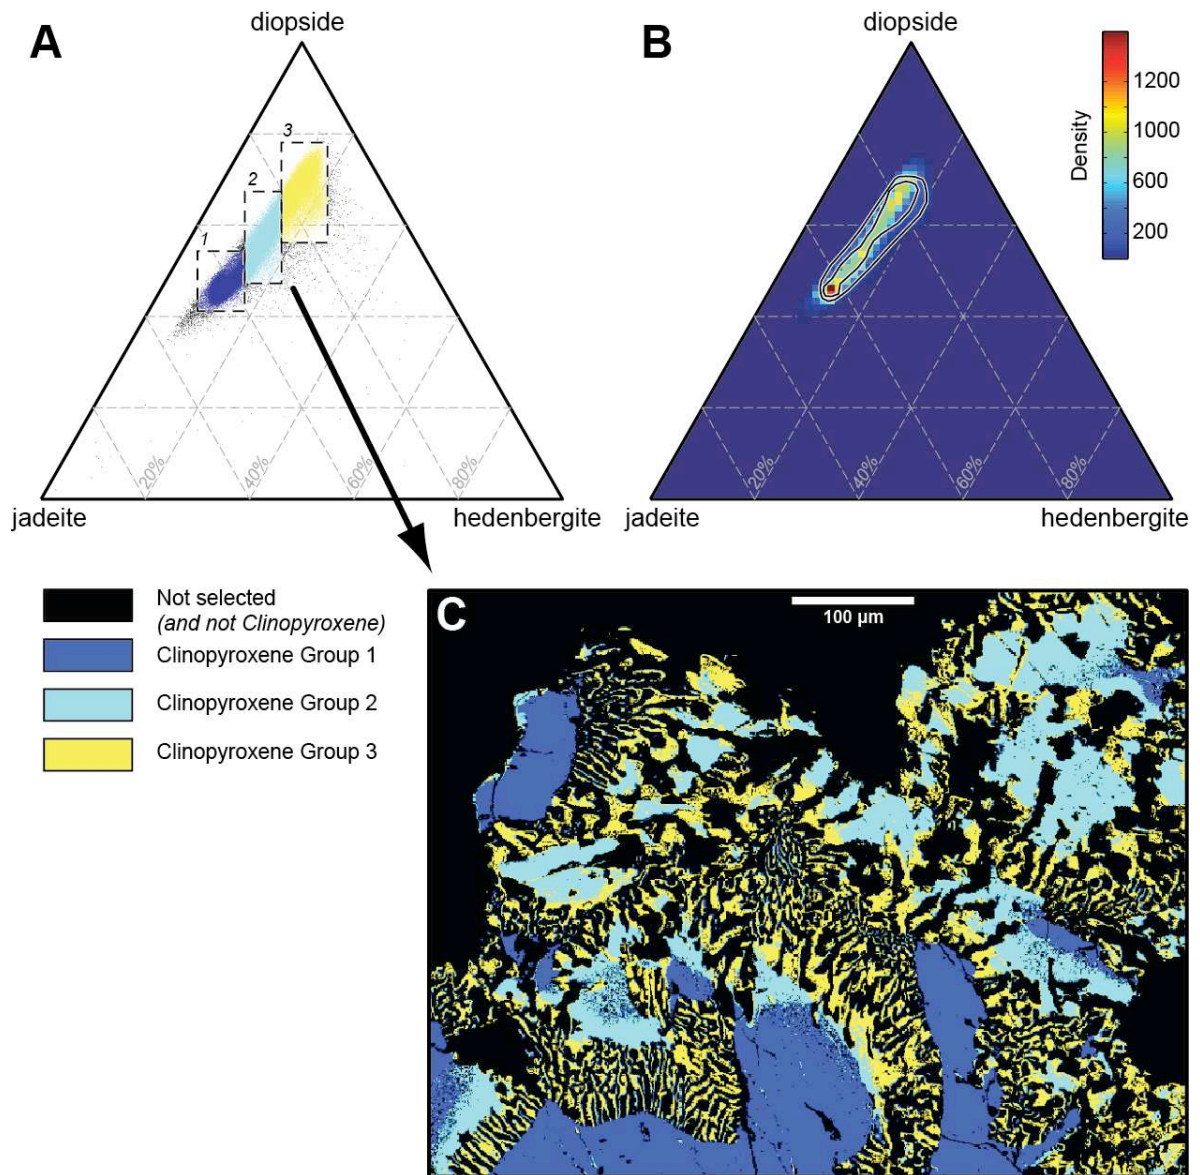 A
diopside
3
2
1
20%
40%
60%
80%
jadeite
hedenbergite
B
diopside
Density
1200
1000
600
200
20%
40%
60%
80%
jadeite
hedenbergite
Not selected
(and not Clinopyroxene)
Clinopyroxene Group 1
Clinopyroxene Group 2
Clinopyroxene Group 3
C
100 µm